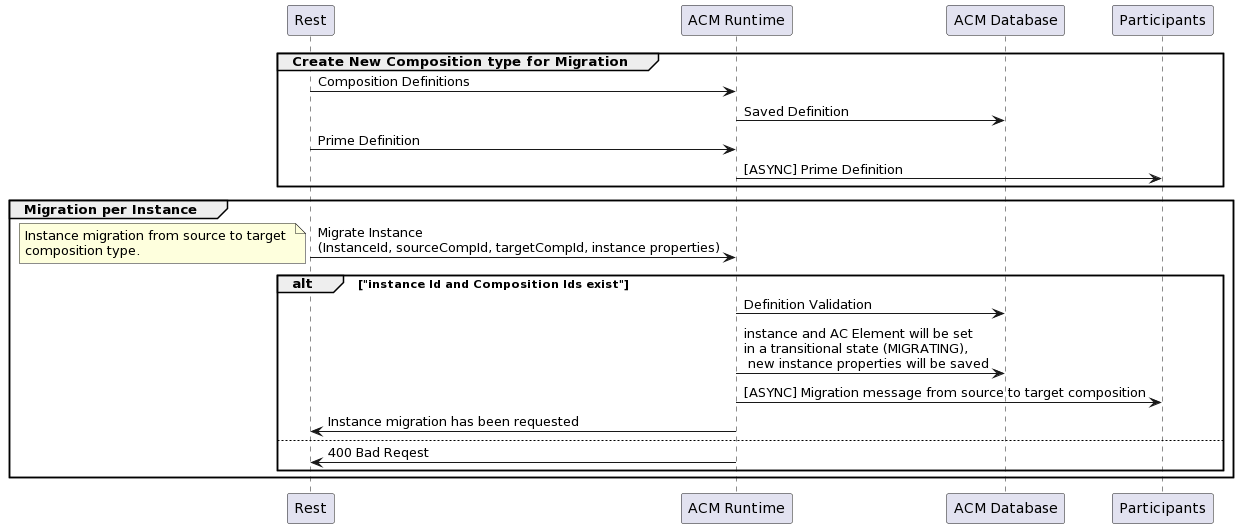 Rest
ACM Runtime
ACM Database
Participants
Create New Composition type for Migration
Composition Definitions
Saved Definition
Prime Definition
[ASYNC] Prime Definition
Migration per Instance
Instance migration from source to target
composition type.
Migrate Instance
(InstanceId, sourceCompId, targetCompId, instance properties)
alt
["instance Id and Composition Ids exist"]
Definition Validation
instance and AC Element will be set
in a transitional state (MIGRATING),
new instance properties will be saved
[ASYNC] Migration message from source to target composition
Instance migration has been requested
400 Bad Reqest
Rest
ACM Runtime
ACM Database
Participants